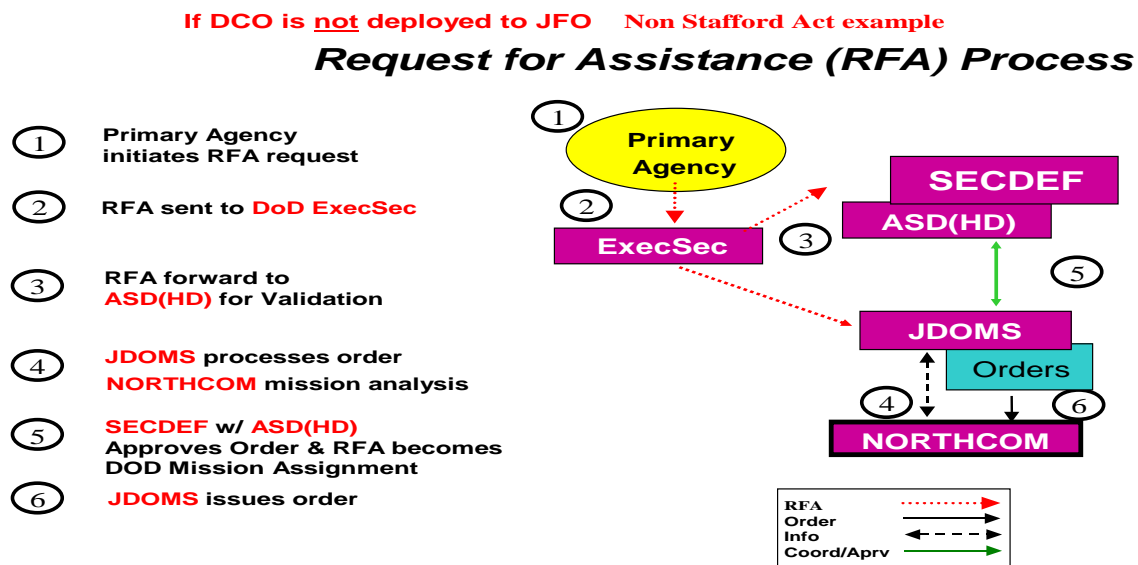 If DCO is not deployed to JFO Non Stafford Act example
Request for Assistance (RFA) Process
1 Primary Agency
initiates RFA request
2 RFA sent to DoD ExecSec
3 RFA forward to
ASD(HD) for Validation
4 JDOMS processes order
NORTHCOM mission analysis
5 SECDEF w/ ASD(HD)
Approves Order & RFA becomes
DOD Mission Assignment
6 JDOMS issues order
1
Primary
Agency
2
ExecSec
3
SECDEF
ASD(HD)
5
JDOMS
Orders
4
6
NORTHCOM
RFA
Order
Info
Coord/Aprv